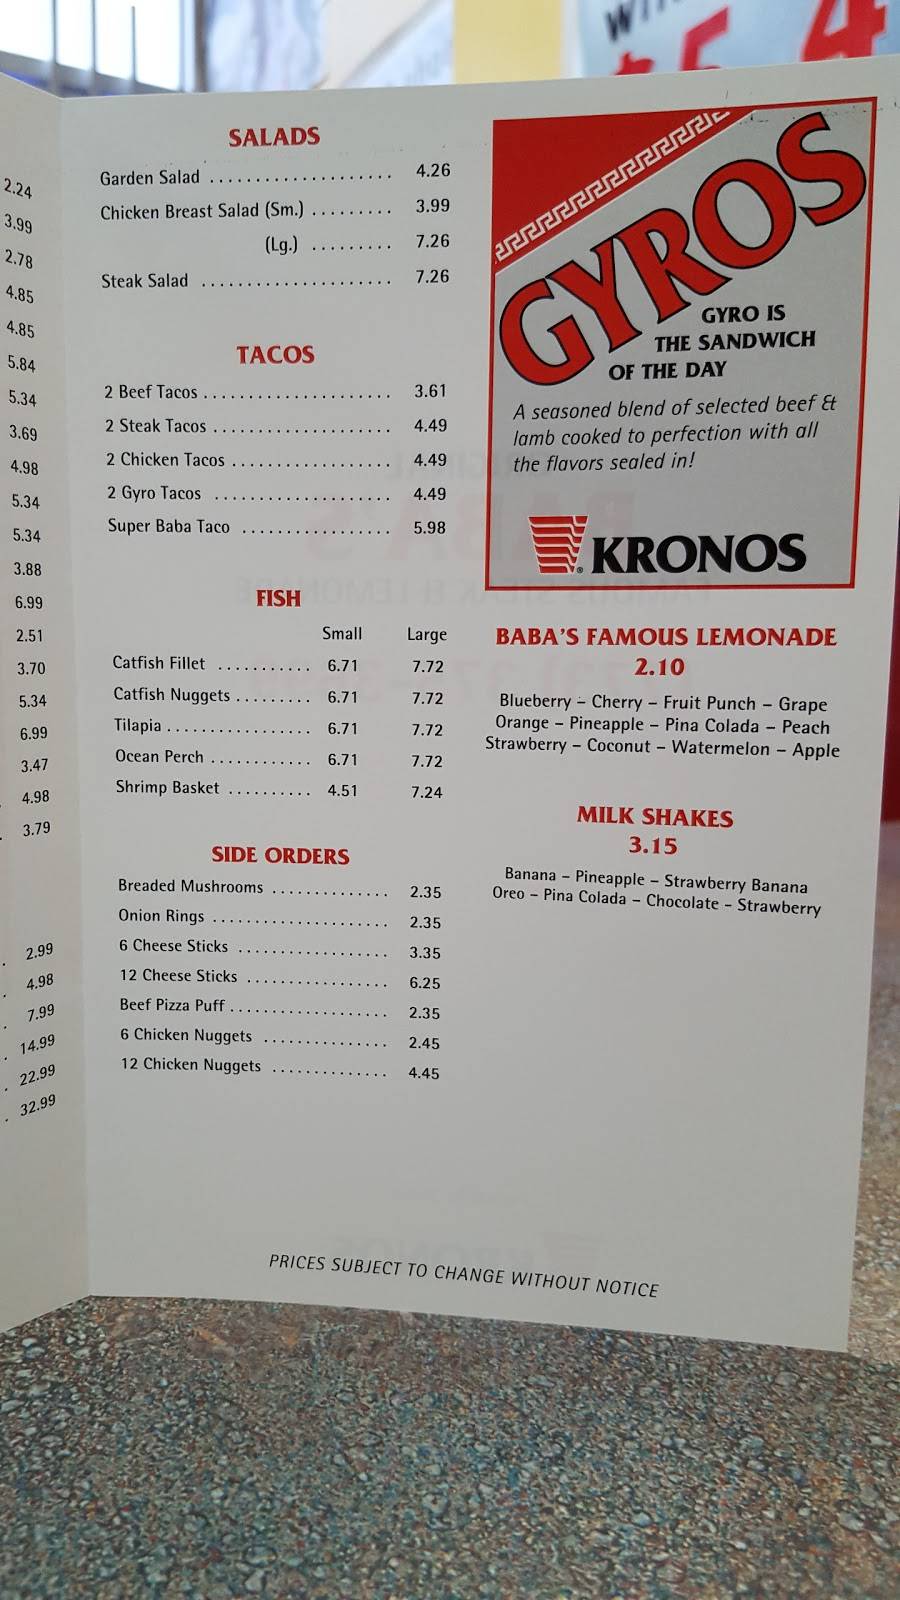 2.24
3.99
2.78
4.85
4.85
5.84
5.34
3.69
4.98
5.34
5.34
3.88
6.99
2.51
3.70
5.34
6.99
3.47
4.98
3.79
2.99
4.98
7.99
14.99
22.99
32.99
SALADS
Garden Salad .................... 4.26
Chicken Breast Salad (Sm.) ......... 3.99
(Lg.) ......... 7.26
Steak Salad ..................... 7.26
TACOS
2 Beef Tacos ..................... 3.61
2 Steak Tacos .................... 4.49
2 Chicken Tacos .................. 4.49
2 Gyro Tacos .................... 4.49
Super Baba Taco ................. 5.98
FISH
Small Large
Catfish Fillet ........... 6.71 7.72
Catfish Nuggets ......... 6.71 7.72
Tilapia ................. 6.71 7.72
Ocean Perch ............ 6.71 7.72
Shrimp Basket .......... 4.51 7.24
SIDE ORDERS
Breaded Mushrooms .............. 2.35
Onion Rings .................... 2.35
6 Cheese Sticks .................. 3.35
12 Cheese Sticks ................. 6.25
Beef Pizza Puff ................... 2.35
6 Chicken Nuggets ............... 2.45
12 Chicken Nuggets .............. 4.45
GYROS
GYRO IS
THE SANDWICH
OF THE DAY
A seasoned blend of selected beef &
lamb cooked to perfection with all
the flavors sealed in!
KRONOS®
BABA'S FAMOUS LEMONADE
2.10
Blueberry – Cherry – Fruit Punch – Grape
Orange – Pineapple – Pina Colada – Peach
Strawberry – Coconut – Watermelon – Apple
MILK SHAKES
3.15
Banana – Pineapple – Strawberry Banana
Oreo – Pina Colada – Chocolate – Strawberry
PRICES SUBJECT TO CHANGE WITHOUT NOTICE